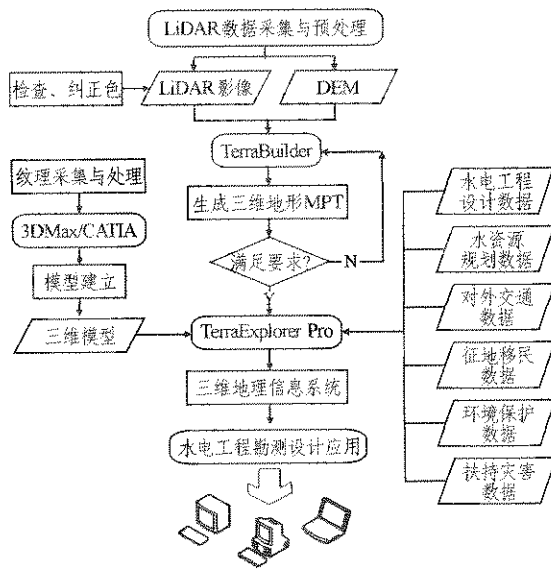 LiDAR数据采集与预处理
检查、纠正色
LiDAR影像
DEM
TerraBuilder
纹理采集与处理
生成三维地形MPT
3DMax/CATIA
满足要求?
N
模型建立
Y
三维模型
TerraExplorer Pro
三维地理信息系统
水电工程勘测设计应用
水电工程
设计数据
水资源
规划数据
对外交通
数据
征地移民
数据
环境保护
数据
扶持灾害
数据